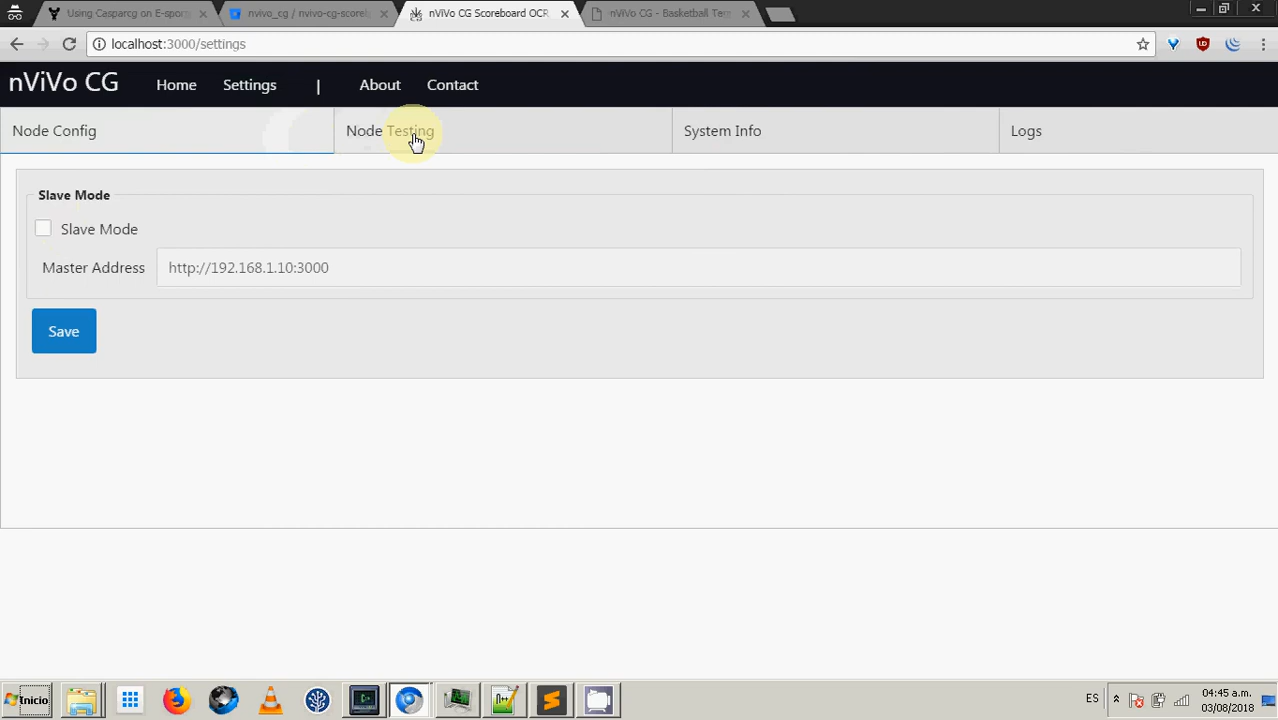 Using Casparcg on E-spor
nvivo_cg / nvivo-cg-scoreb
nViVo CG Scoreboard OCR
nViVo CG - Basketball Tem
localhost:3000/settings
nViVo CG Home Settings | About Contact
Node Config Node Testing System Info Logs
Slave Mode
Slave Mode
Master Address http://192.168.1.10:3000
Save
Inicio
ES
04:45 a.m.
03/08/2018